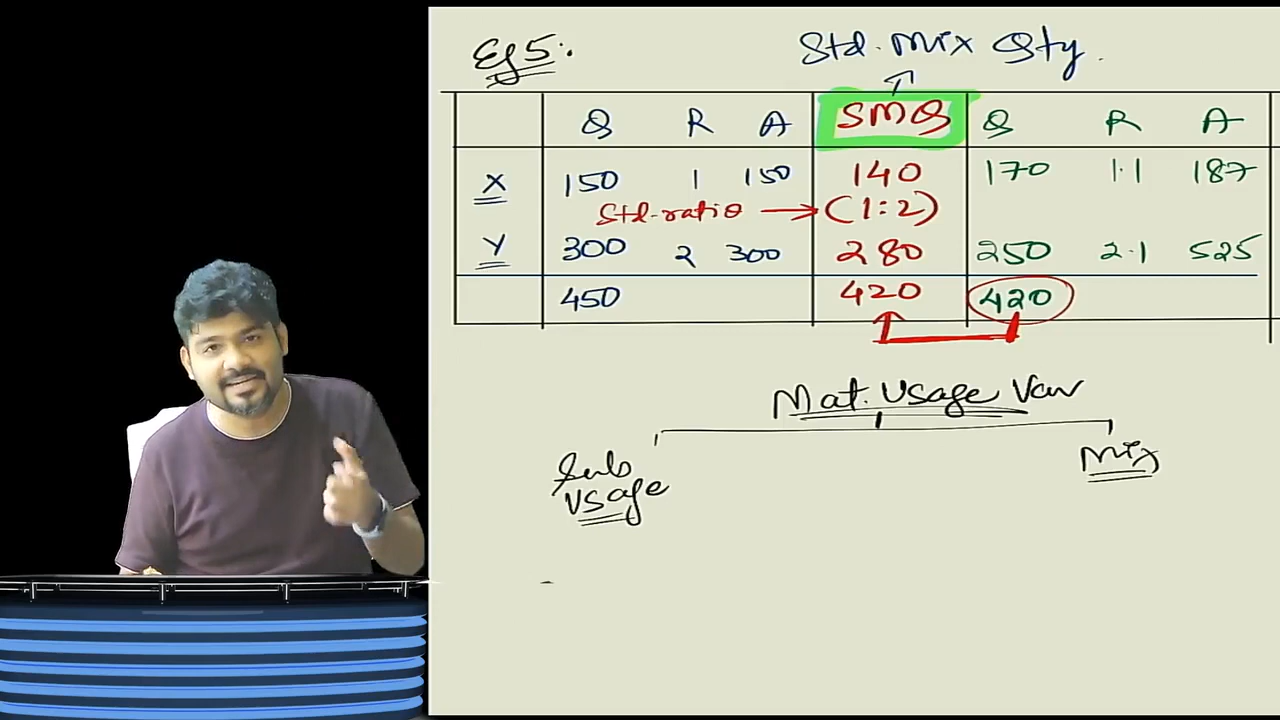 Eg 5:. Std. Mix Qty.
Q R A SMQ Q R A
X 150 1 150 140 170 1.1 187
Std. ratio → (1:2)
Y 300 2 300 280 250 2.1 525
450 420 420
Mat. Usage Var
Sub Mix
Usage